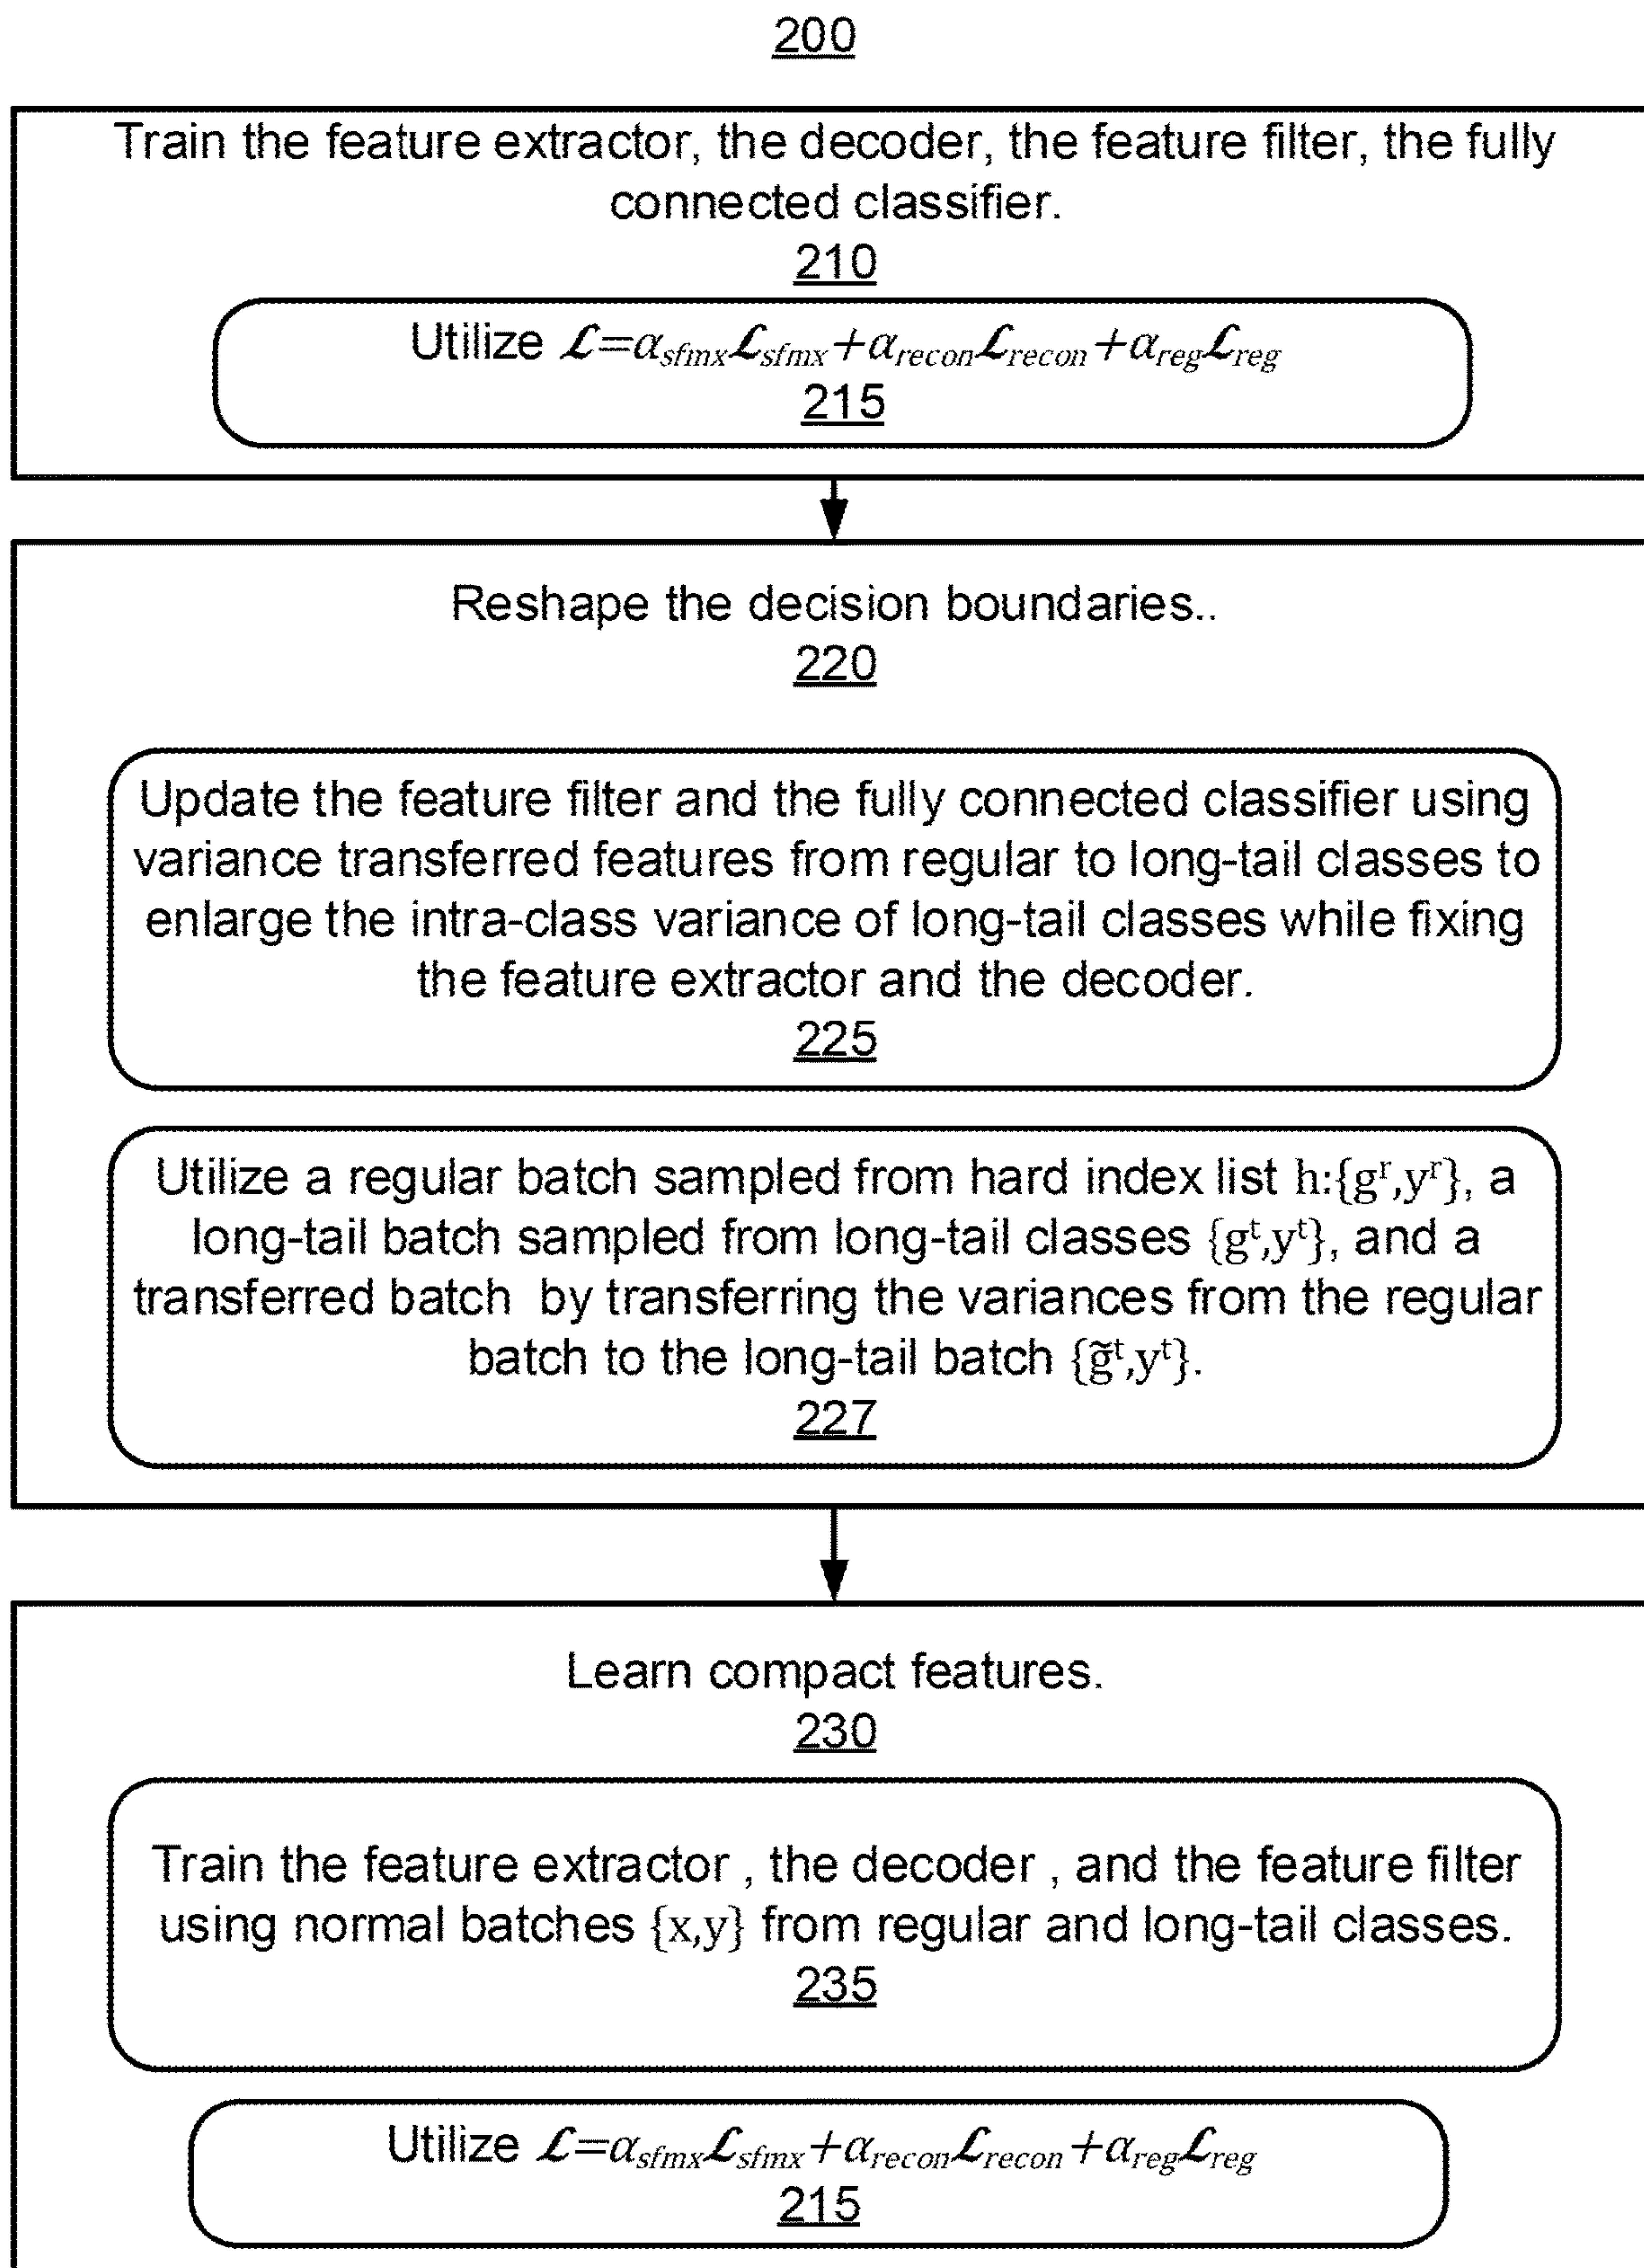 200
Train the feature extractor, the decoder, the feature filter, the fully
connected classifier.
210
Utilize 𝓛=α_sfmx𝓛_sfmx+α_recon𝓛_recon+α_reg𝓛_reg
215
Reshape the decision boundaries..
220
Update the feature filter and the fully connected classifier using
variance transferred features from regular to long-tail classes to
enlarge the intra-class variance of long-tail classes while fixing
the feature extractor and the decoder.
225
Utilize a regular batch sampled from hard index list h:{gʳ,yʳ}, a
long-tail batch sampled from long-tail classes {gᵗ,yᵗ}, and a
transferred batch by transferring the variances from the regular
batch to the long-tail batch {g̃ᵗ,yᵗ}.
227
Learn compact features.
230
Train the feature extractor , the decoder , and the feature filter
using normal batches {x,y} from regular and long-tail classes.
235
Utilize 𝓛=α_sfmx𝓛_sfmx+α_recon𝓛_recon+α_reg𝓛_reg
215